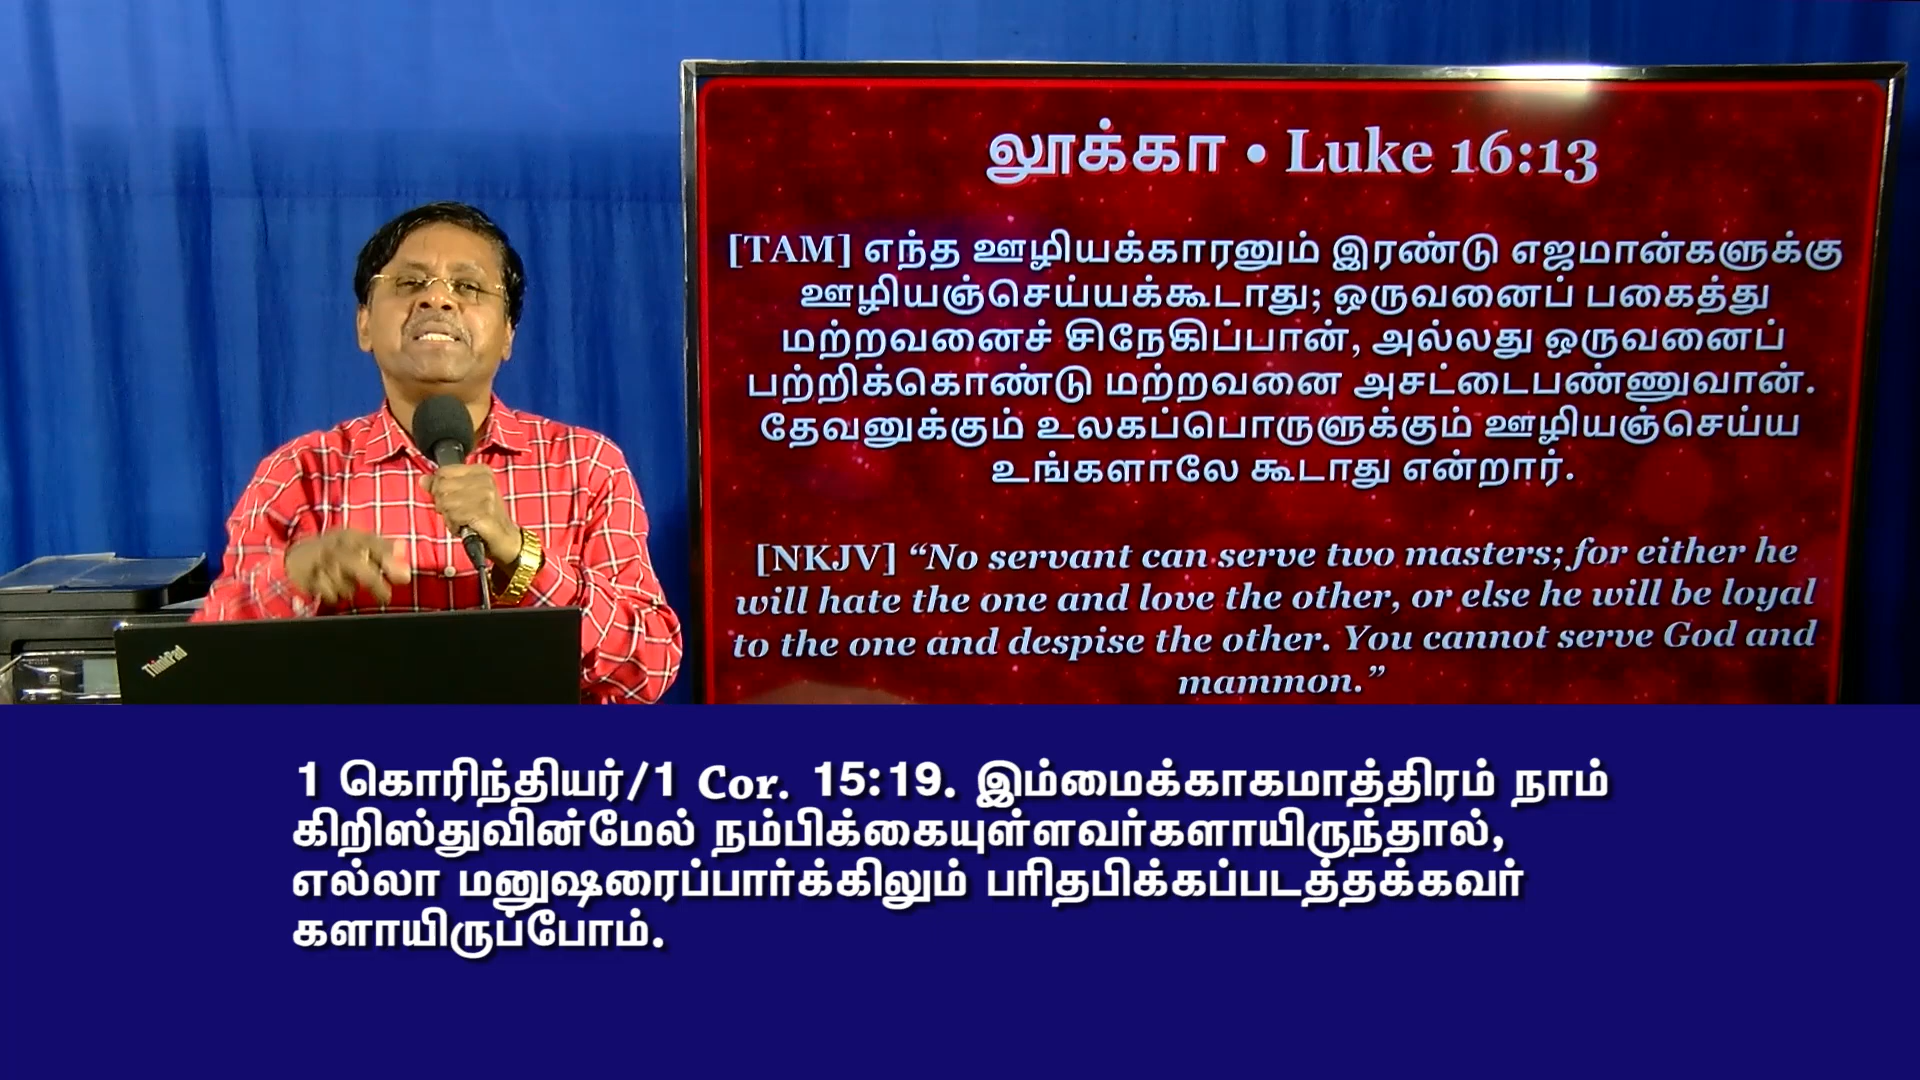 லூக்கா • Luke 16:13
[TAM] எந்த ஊழியக்காரனும் இரண்டு எஜமான்களுக்கு
ஊழியஞ்செய்யக்கூடாது; ஒருவனைப் பகைத்து
மற்றவனைச் சிநேகிப்பான், அல்லது ஒருவனைப்
பற்றிக்கொண்டு மற்றவனை அசட்டைபண்ணுவான்.
தேவனுக்கும் உலகப்பொருளுக்கும் ஊழியஞ்செய்ய
உங்களாலே கூடாது என்றார்.
[NKJV] “No servant can serve two masters; for either he
will hate the one and love the other, or else he will be loyal
to the one and despise the other. You cannot serve God and
mammon.”
ThinkPad
1 கொரிந்தியர்/1 Cor. 15:19. இம்மைக்காகமாத்திரம் நாம்
கிறிஸ்துவின்மேல் நம்பிக்கையுள்ளவர்களாயிருந்தால்,
எல்லா மனுஷரைப்பார்க்கிலும் பரிதபிக்கப்படத்தக்கவர்
களாயிருப்போம்.